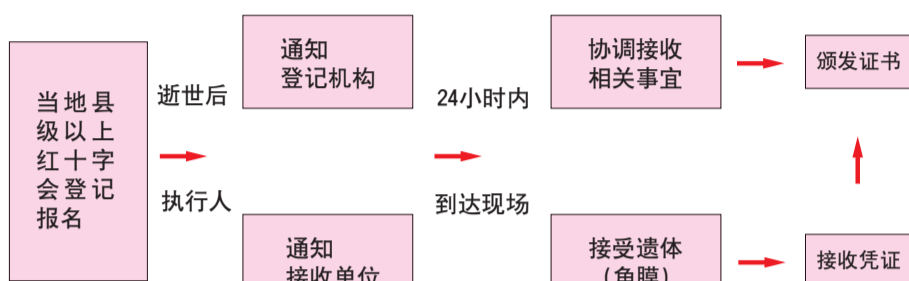 当地县
级以上
红十字
会登记
报名
逝世后
执行人
通知
登记机构
通知
接收单位
24小时内
到达现场
协调接收
相关事宜
接受遗体
(角膜)
颁发证书
接收凭证